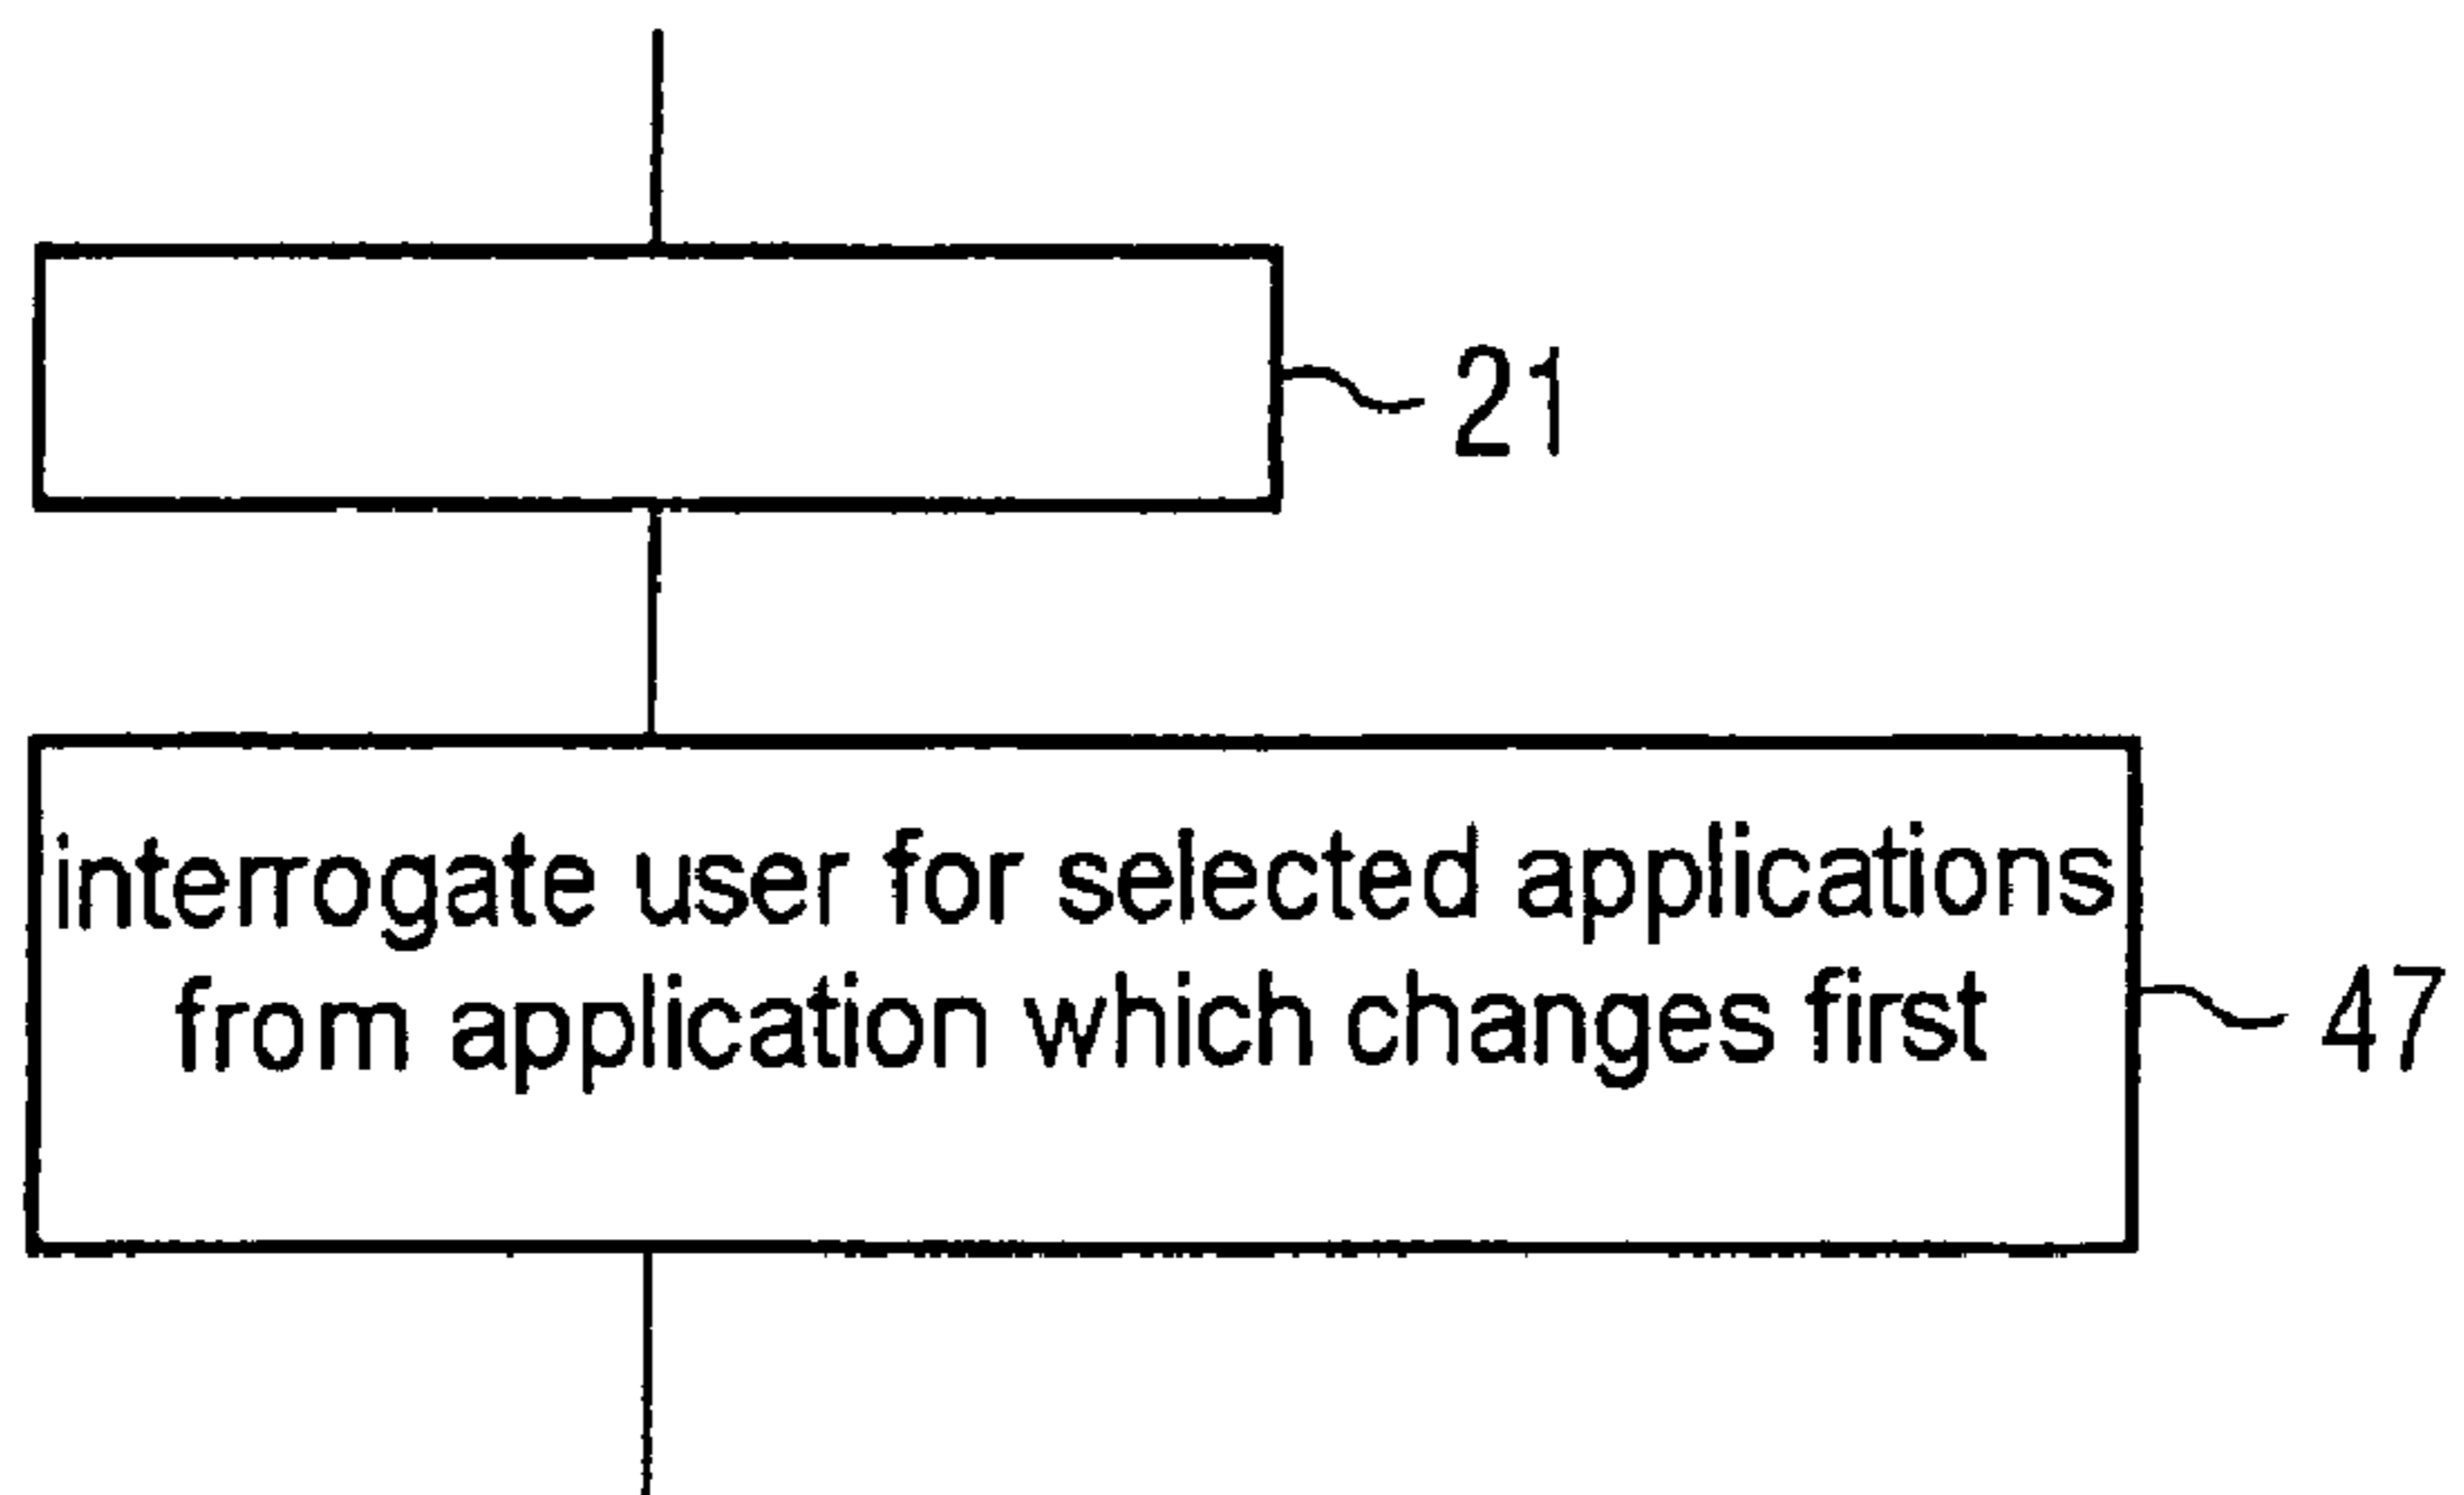 21
interrogate user for selected applications
from application which changes first
47